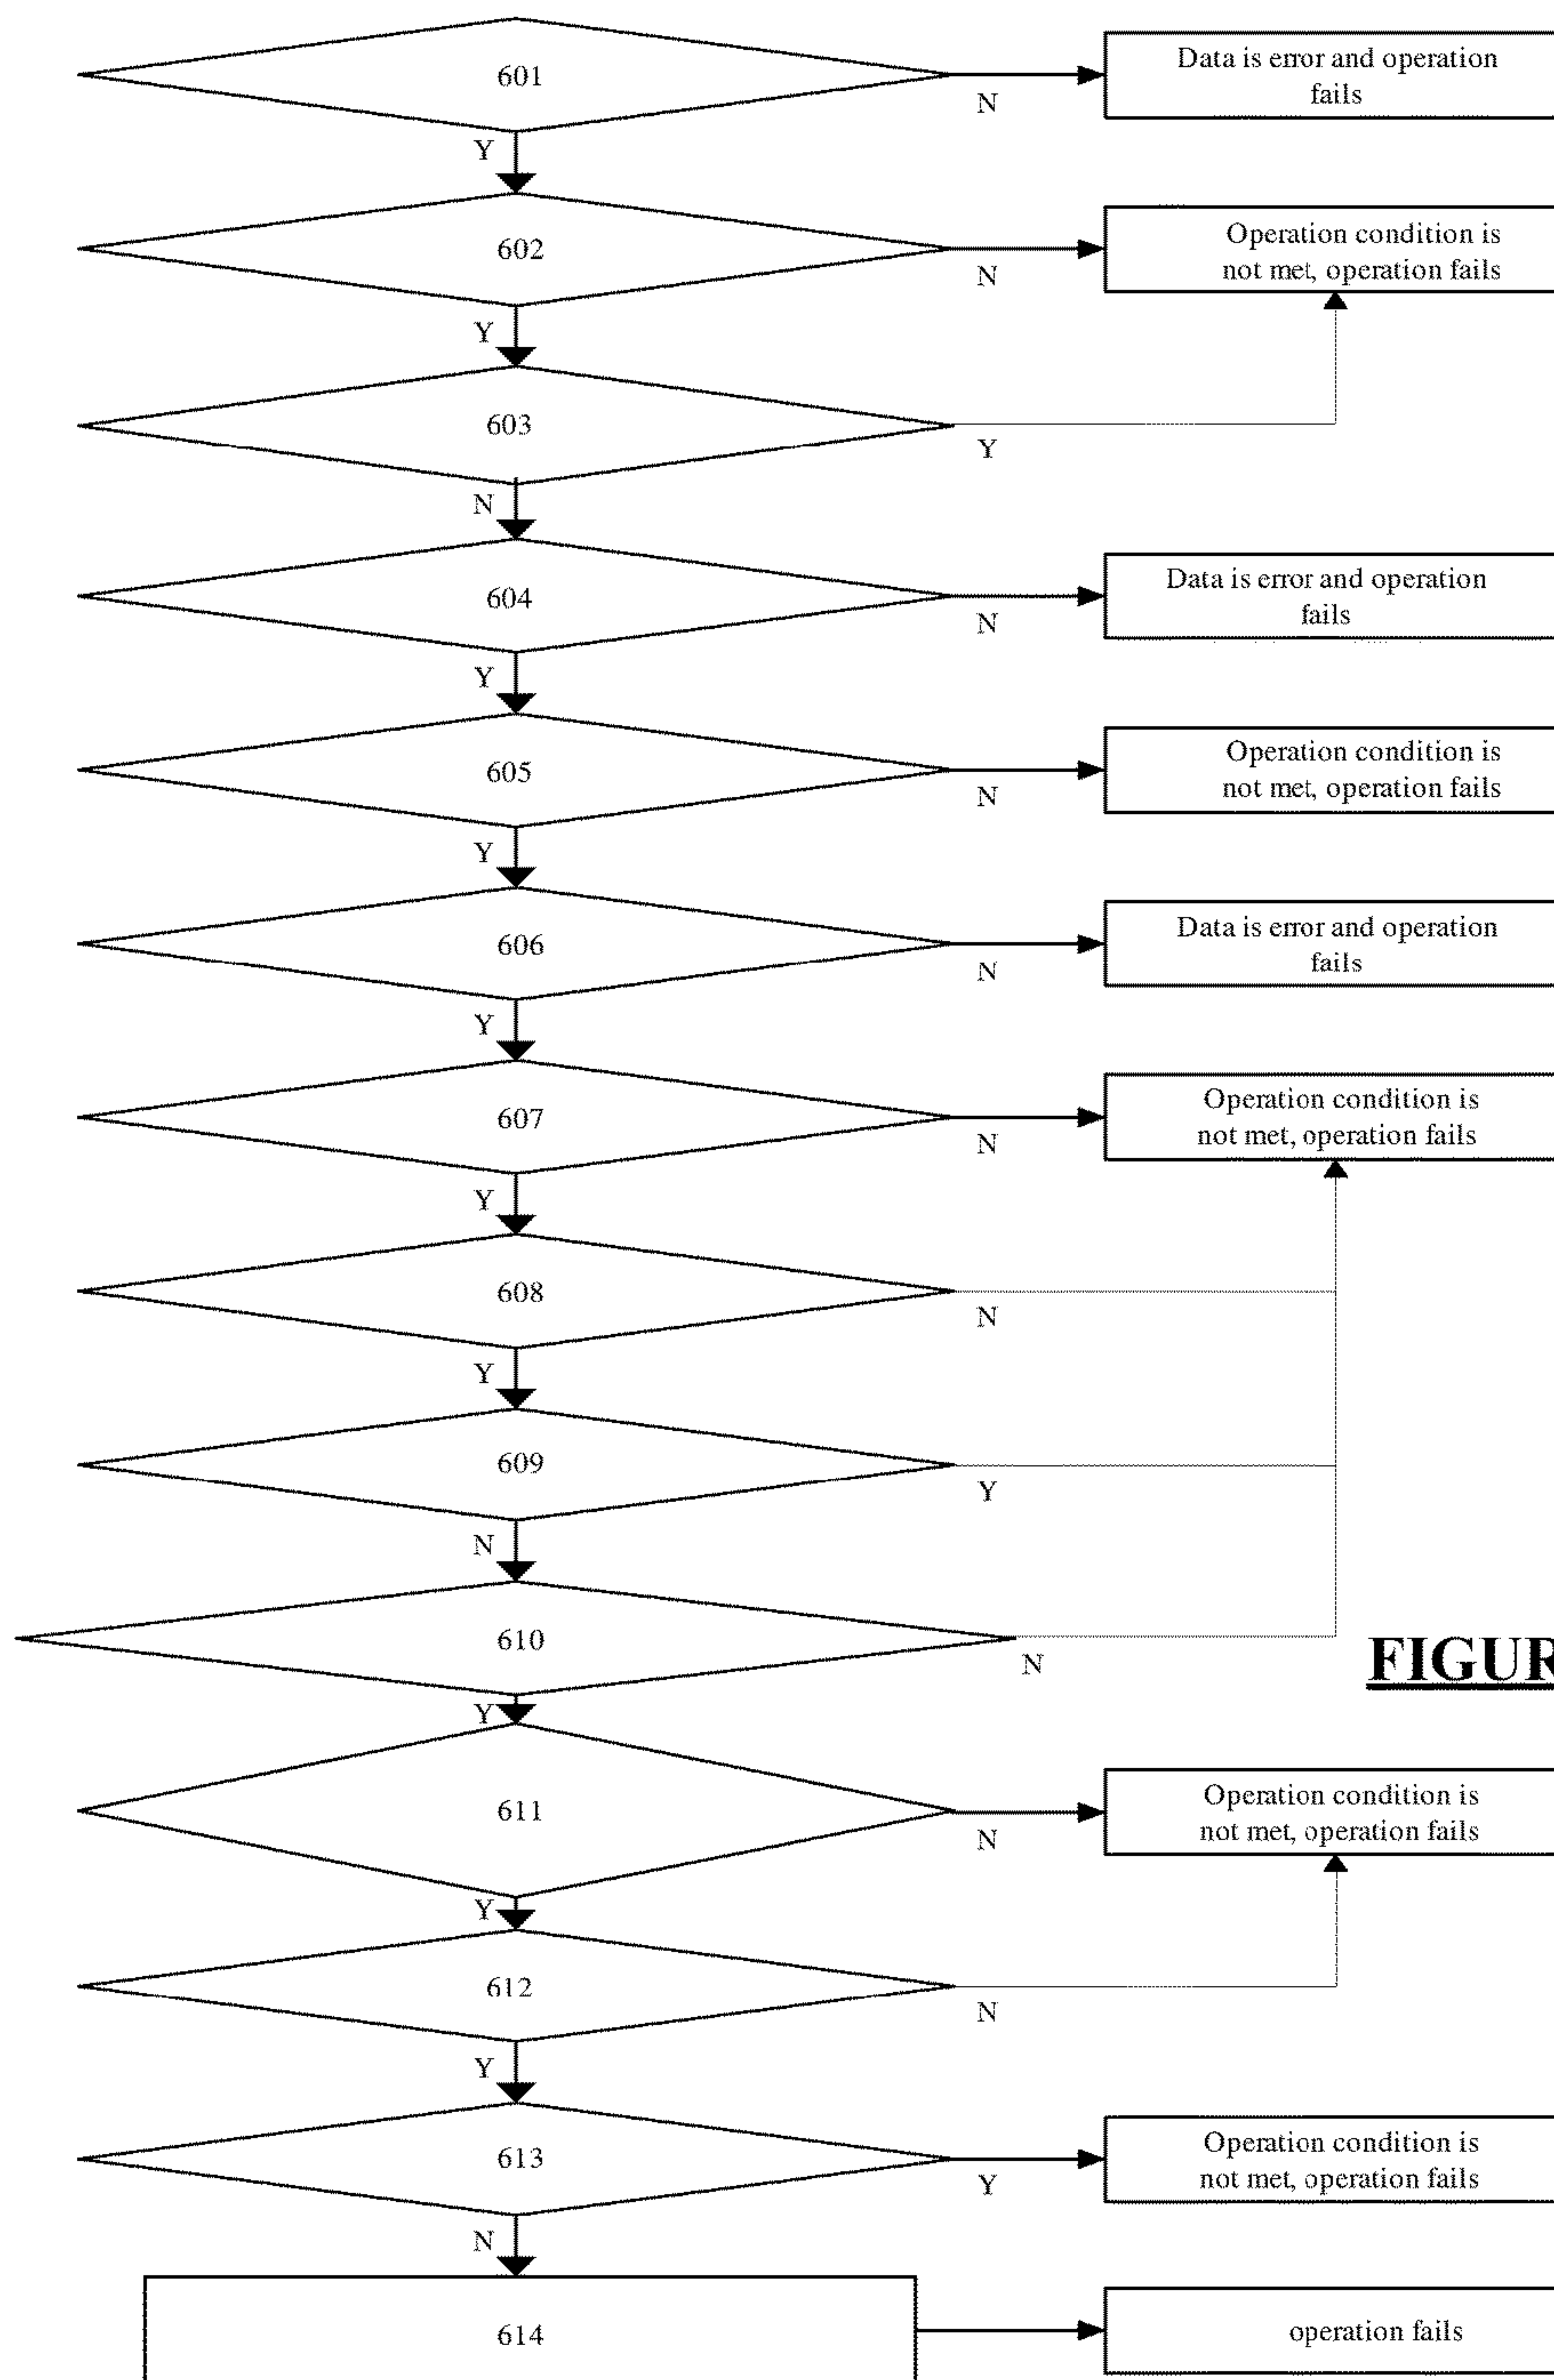 601
N
Data is error and operation
fails
Y
602
N
Operation condition is
not met, operation fails
Y
603
Y
N
604
N
Data is error and operation
fails
Y
605
N
Operation condition is
not met, operation fails
Y
606
N
Data is error and operation
fails
Y
607
N
Operation condition is
not met, operation fails
Y
608
N
Y
609
Y
N
610
N
FIGUR
Y
611
N
Operation condition is
not met, operation fails
Y
612
N
Y
613
Y
Operation condition is
not met, operation fails
N
614
operation fails